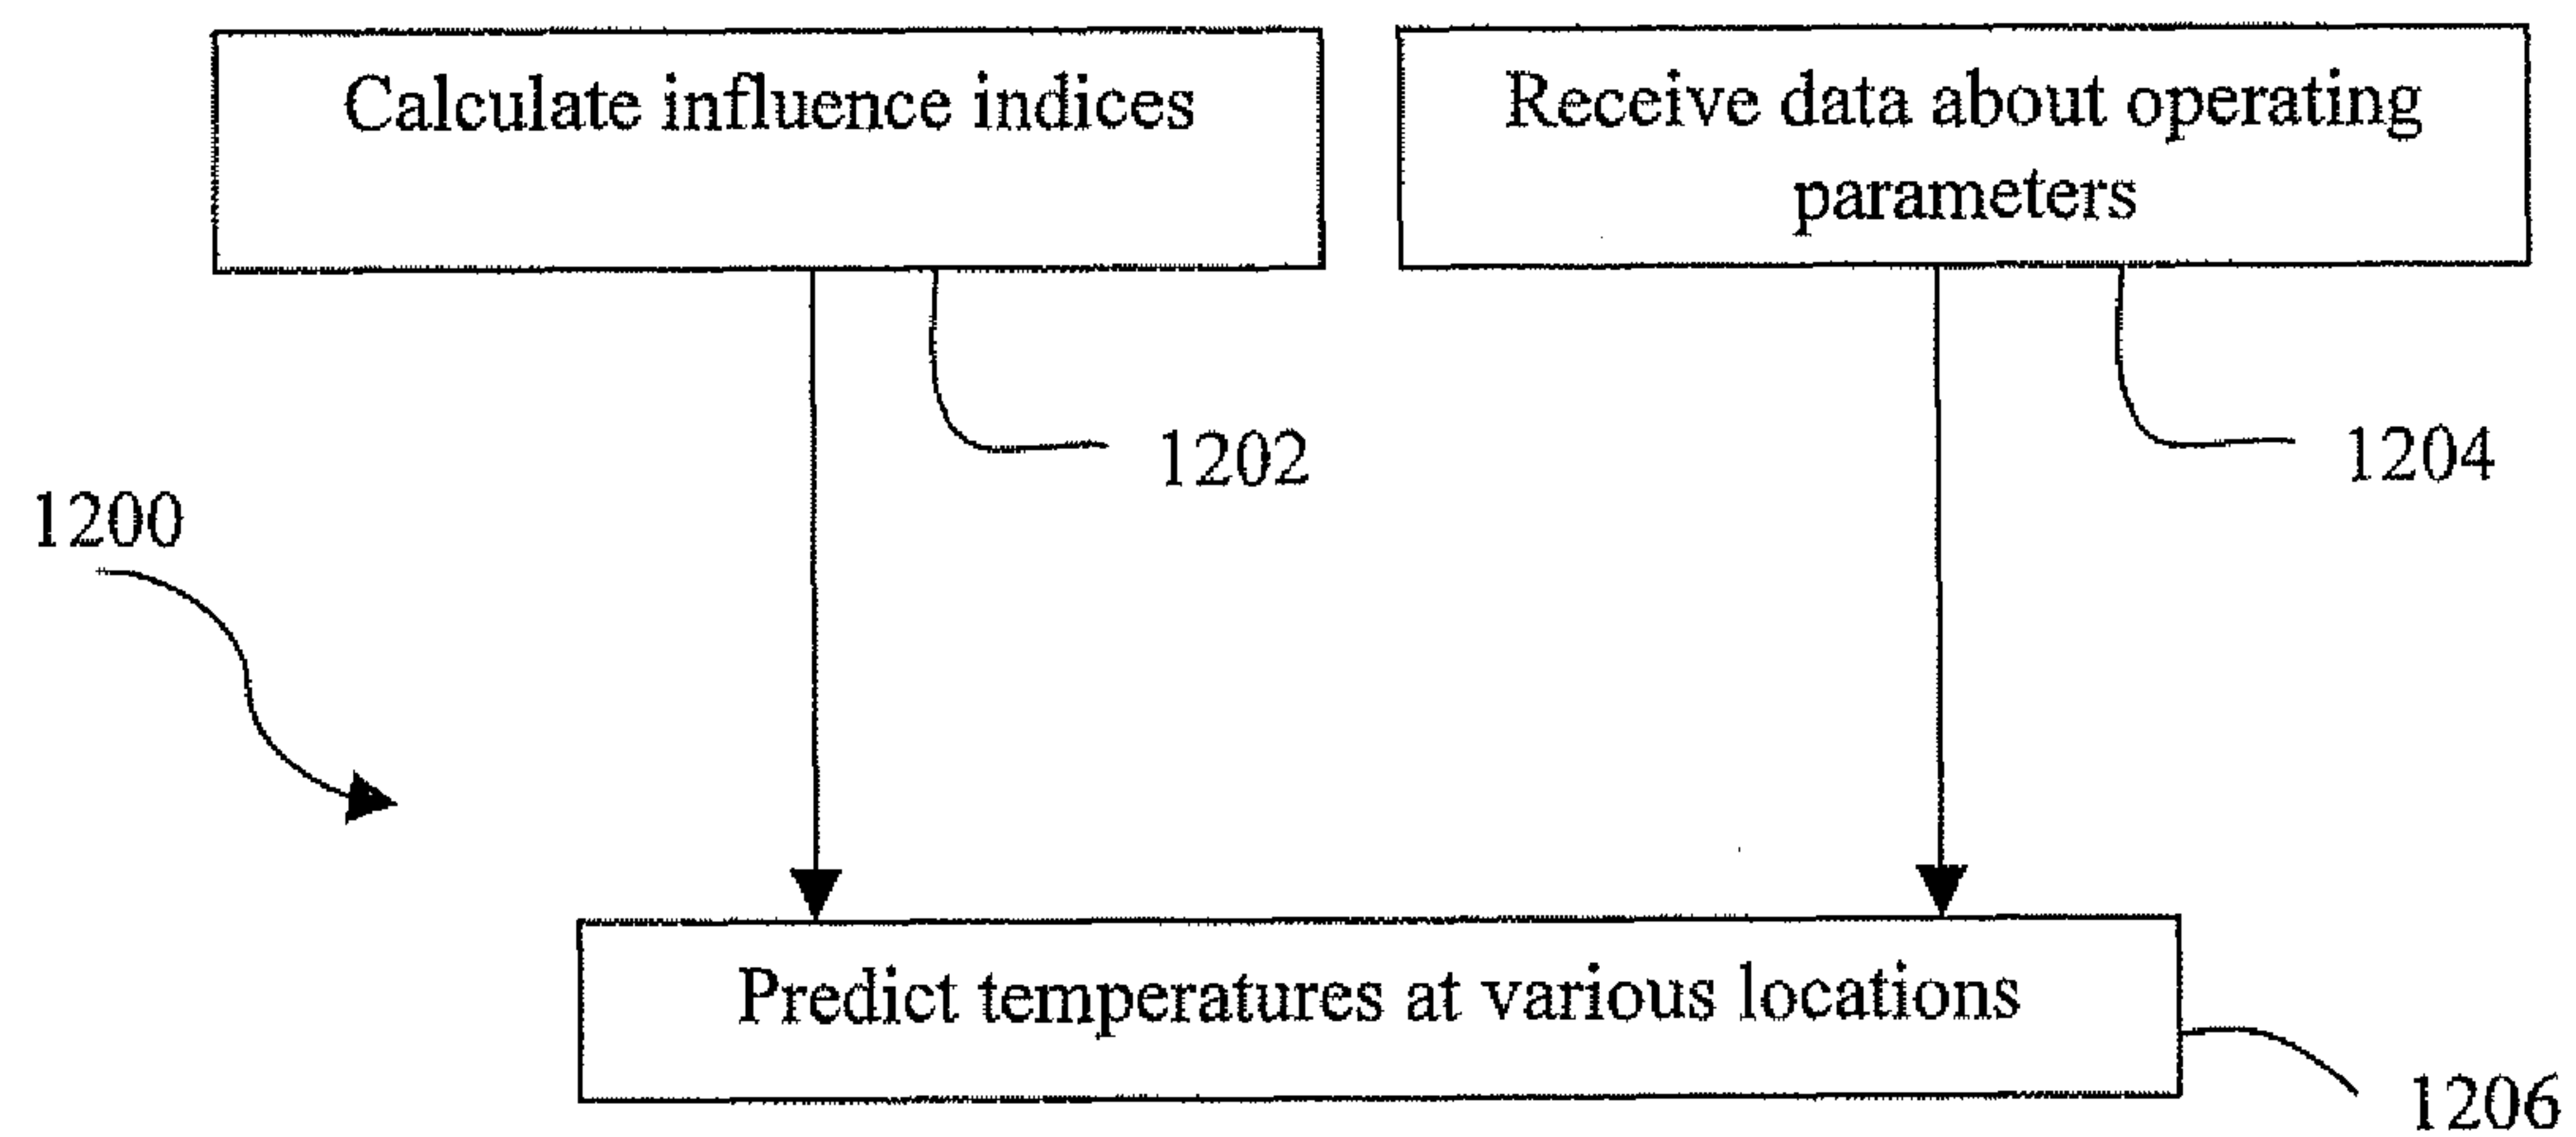 Calculate influence indices
Receive data about operating
parameters
1202
1204
1200
Predict temperatures at various locations
1206